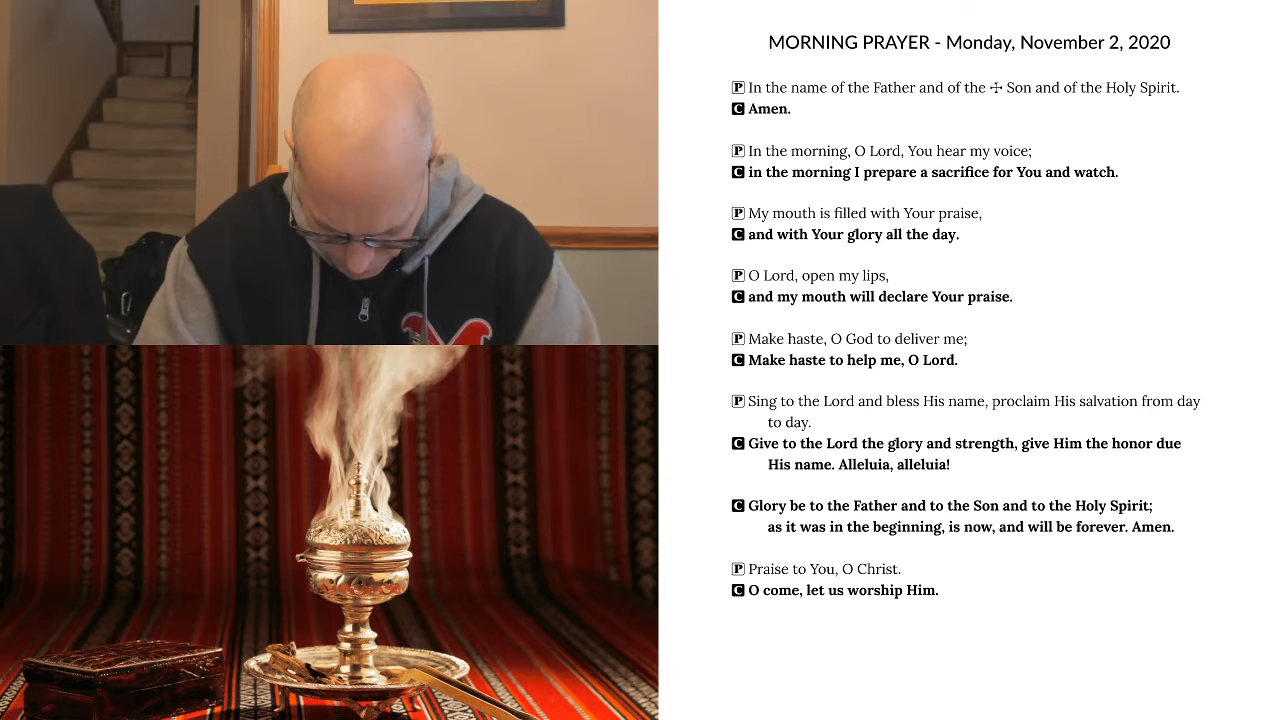 MORNING PRAYER - Monday, November 2, 2020
P In the name of the Father and of the ☩ Son and of the Holy Spirit.
C Amen.
P In the morning, O Lord, You hear my voice;
C in the morning I prepare a sacrifice for You and watch.
P My mouth is filled with Your praise,
C and with Your glory all the day.
P O Lord, open my lips,
C and my mouth will declare Your praise.
P Make haste, O God to deliver me;
C Make haste to help me, O Lord.
P Sing to the Lord and bless His name, proclaim His salvation from day
to day.
C Give to the Lord the glory and strength, give Him the honor due
His name. Alleluia, alleluia!
C Glory be to the Father and to the Son and to the Holy Spirit;
as it was in the beginning, is now, and will be forever. Amen.
P Praise to You, O Christ.
C O come, let us worship Him.